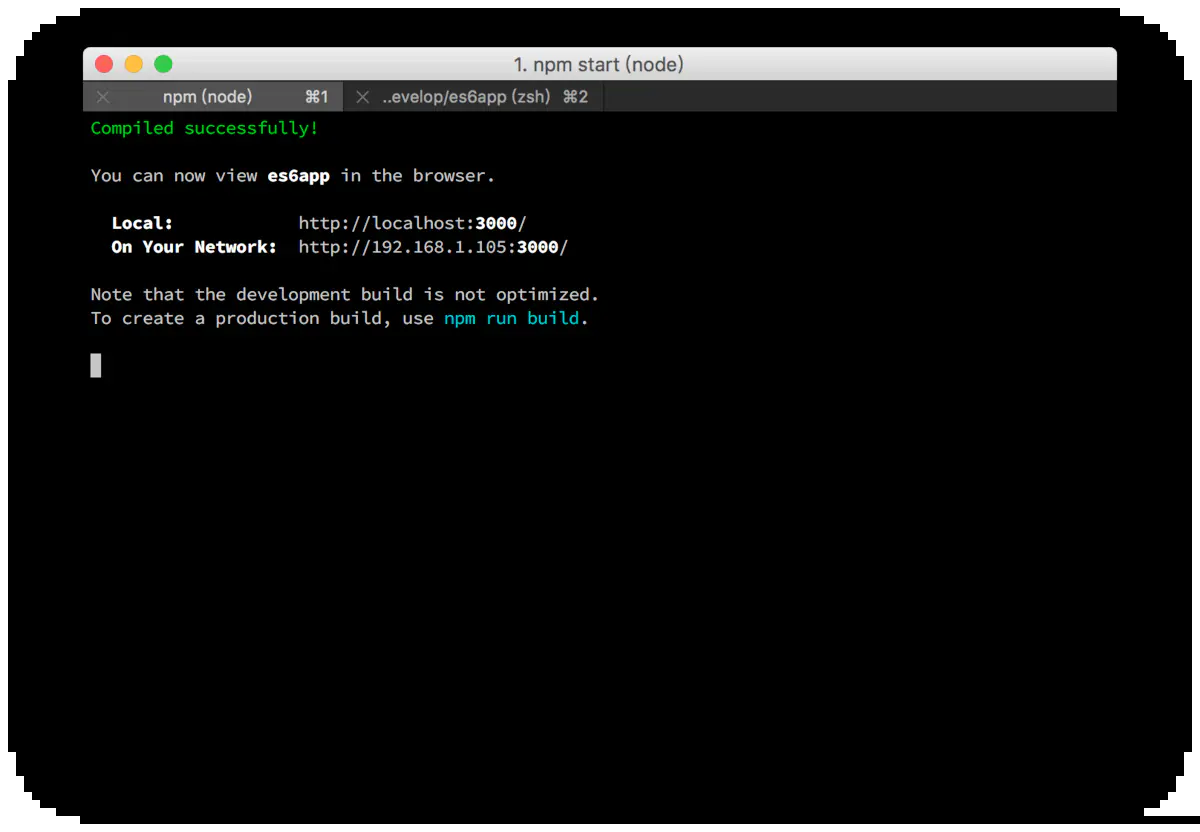 1. npm start (node)
npm (node) ⌘1 ..evelop/es6app (zsh) ⌘2
Compiled successfully!
You can now view es6app in the browser.
Local: http://localhost:3000/
On Your Network: http://192.168.1.105:3000/
Note that the development build is not optimized.
To create a production build, use npm run build.